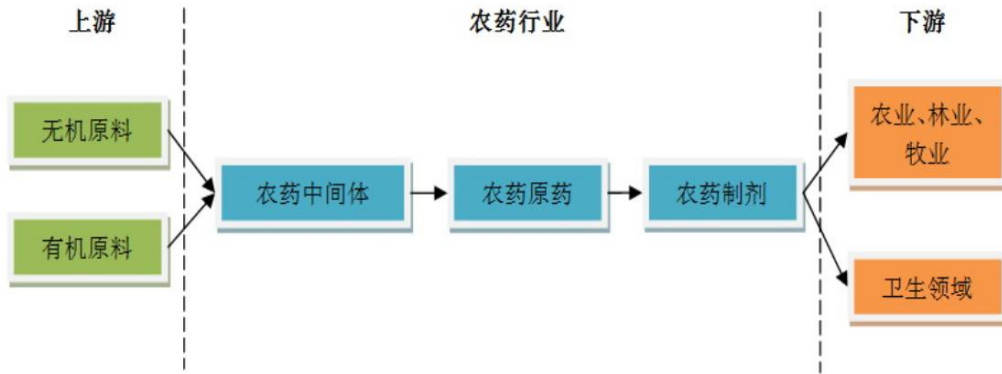 上游
农药行业
下游
无机原料
有机原料
农药中间体
农药原药
农药制剂
农业、林业、
牧业
卫生领域